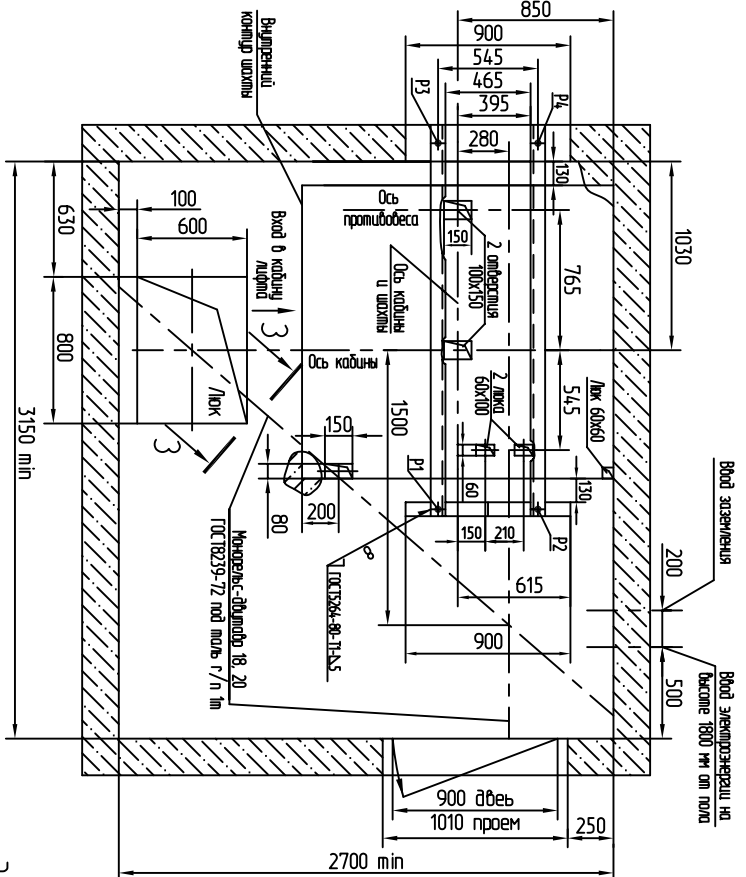 850
900
545
465
395
280
Внутренний
контур шахты
Р3
Р4
130
1030
630
100
600
Ось
противовеса
150
2 отверстия
100х150
765
Вход в кабину
лифта
Ось кабины
и шахты
З
Ось кабины
800
Люк
З
3150 min
1500
2 люка
60х100
545
Люк 60х60
150
60
130
Р1
Р2
80
200
150
210
8
ГОСТ5264-80-Т1-⊿5
Монорельс-двутавр 18, 20
ГОСТ8239-72 под таль г/п 1т
615
900
Ввод заземления
200
500
Ввод электроэнергии на
высоте 1800 мм от пола
900 двеь
1010 проем
250
2700 min